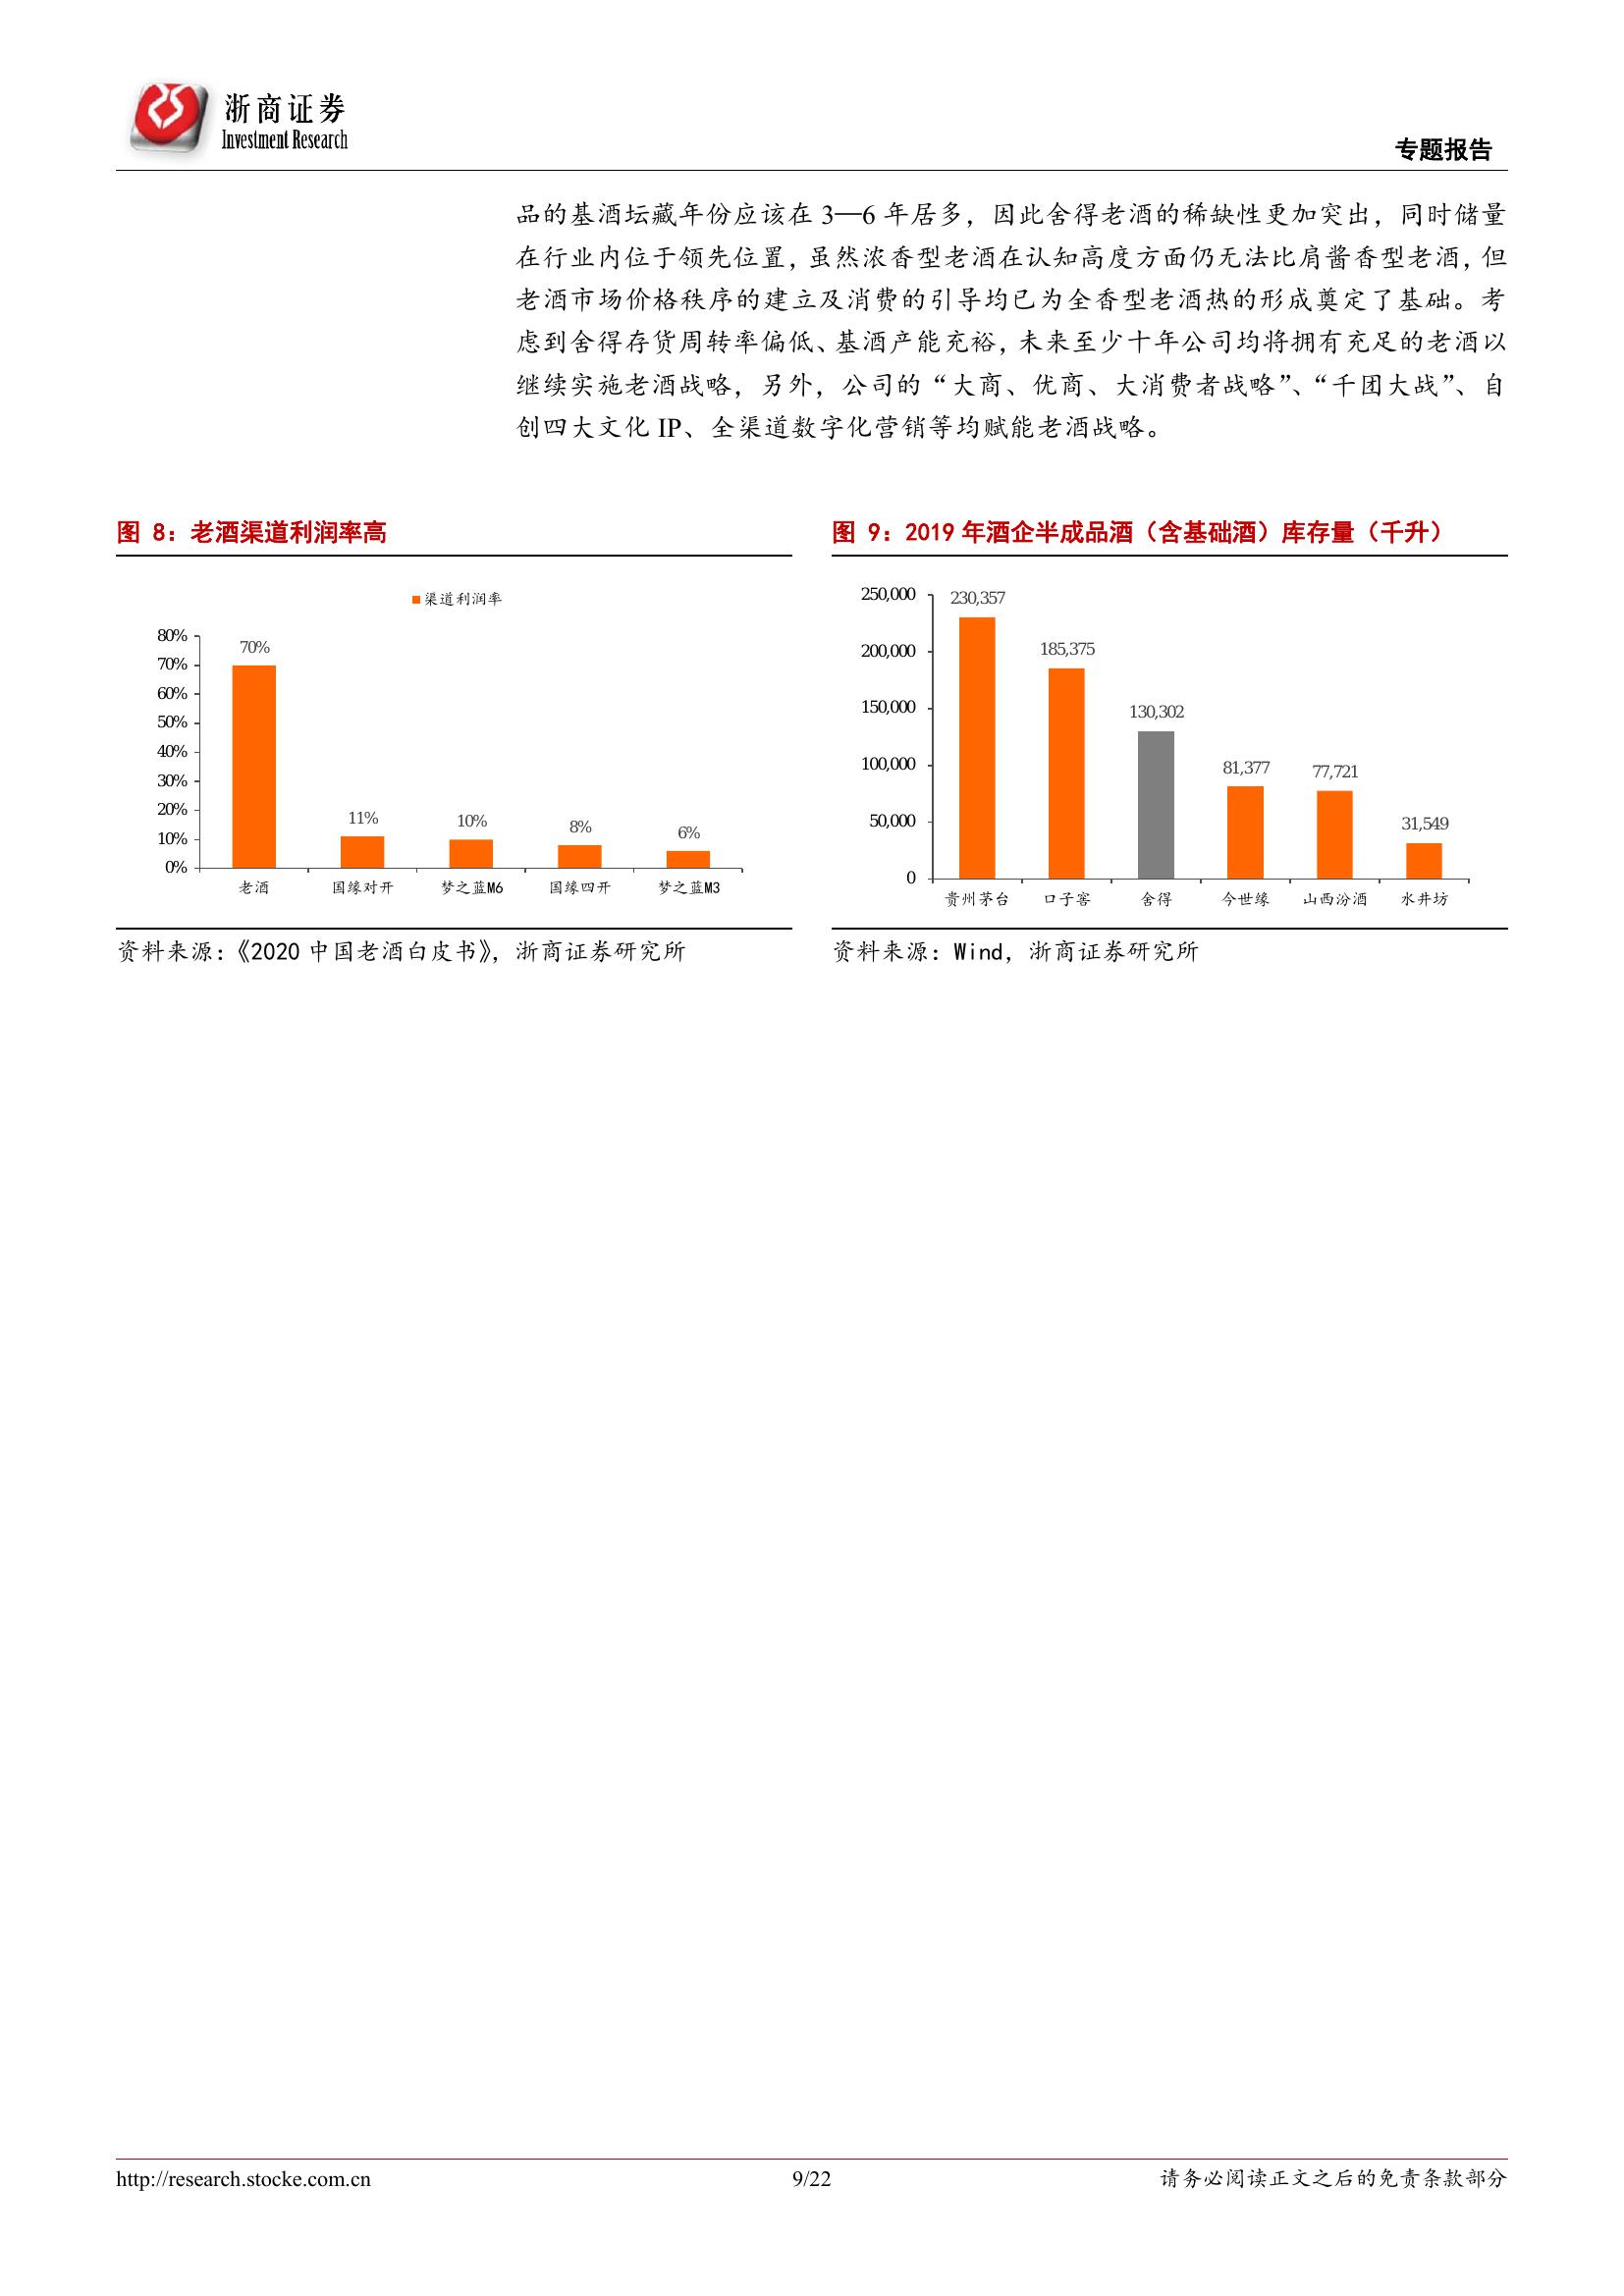 浙商证券
Investment Research
专题报告
品的基酒坛藏年份应该在 3—6 年居多，因此舍得老酒的稀缺性更加突出，同时储量
在行业内位于领先位置，虽然浓香型老酒在认知高度方面仍无法比肩酱香型老酒，但
老酒市场价格秩序的建立及消费的引导均已为全香型老酒热的形成奠定了基础。考
虑到舍得存货周转率偏低、基酒产能充裕，未来至少十年公司均将拥有充足的老酒以
继续实施老酒战略，另外，公司的“大商、优商、大消费者战略”、“千团大战”、自
创四大文化 IP、全渠道数字化营销等均赋能老酒战略。
图 8：老酒渠道利润率高
渠道利润率
80%
70%
60%
50%
40%
30%
20%
10%
0%
70%
11%
10%
8%
6%
老酒 国缘对开 梦之蓝M6 国缘四开 梦之蓝M3
资料来源：《2020 中国老酒白皮书》，浙商证券研究所
图 9：2019 年酒企半成品酒（含基础酒）库存量（千升）
250,000
200,000
150,000
100,000
50,000
0
230,357
185,375
130,302
81,377
77,721
31,549
贵州茅台 口子窖 舍得 今世缘 山西汾酒 水井坊
资料来源：Wind，浙商证券研究所
http://research.stocke.com.cn 9/22 请务必阅读正文之后的免责条款部分